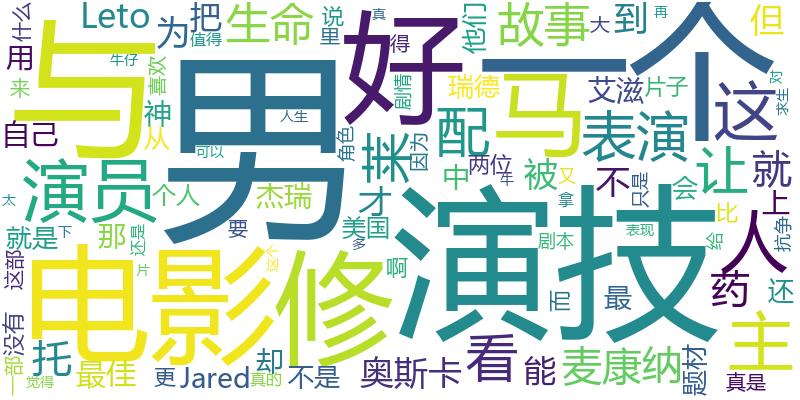 Leto
把
生命
为
说
里
他们
得
故事
到
大
真
再
但
什么
用
来
自己
与
牛仔
值得
喜欢
神
从
男
人生
可以
剧情
好
一个
瑞德
艾滋
片子
这
对
求生
马
配
表演
莱
角色
因为
中
两位
被
不
只是
会
让
就
太
演员
个人
杰瑞
才
上
抗争
就是
下
那
还是
要
美国
多
啊
演技
牛
又
拿
比
给
人
这部
电影
片
这个
修
剧本
表现
而
最
药
还
没有
一部
托
觉得
最佳
更
Jared
却
真的
不是
奥斯卡
看
能
麦康纳
题材
主
真是